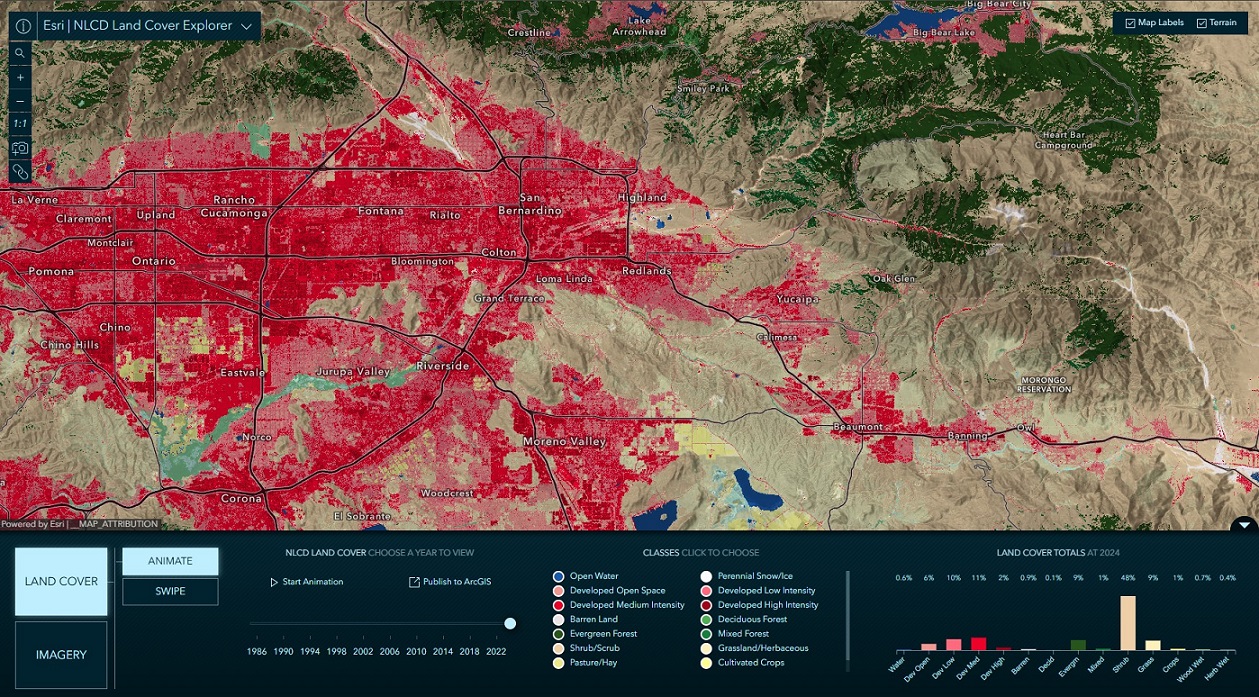 Esri | NLCD Land Cover Explorer
Map Labels
Terrain
1:1
Crestline
Lake
Arrowhead
Big Bear City
Big Bear Lake
Smiley Park
Heart Bar
Campground
La Verne
Claremont
Upland
Rancho
Cucamonga
Fontana
Rialto
San
Bernardino
Highland
Montclair
Pomona
Ontario
Bloomington
Colton
Loma Linda
Redlands
Grand Terrace
Yucaipa
Oak Glen
Chino
Chino Hills
Calimesa
Eastvale
Jurupa Valley
Riverside
MORONGO
RESERVATION
Norco
Moreno Valley
Beaumont
Banning
Owl
Corona
Woodcrest
El Sobrante
a
Powered by Esri | __MAP_ATTRIBUTION
LAND COVER
IMAGERY
ANIMATE
SWIPE
NLCD LAND COVER CHOOSE A YEAR TO VIEW
Start Animation
Publish to ArcGIS
1986 1990 1994 1998 2002 2006 2010 2014 2018 2022
CLASSES CLICK TO CHOOSE
Open Water
Developed Open Space
Developed Medium Intensity
Barren Land
Evergreen Forest
Shrub/Scrub
Pasture/Hay
Perennial Snow/Ice
Developed Low Intensity
Developed High Intensity
Deciduous Forest
Mixed Forest
Grassland/Herbaceous
Cultivated Crops
LAND COVER TOTALS AT 2024
0.6% 6% 10% 11% 2% 0.9% 0.1% 9% 1% 48% 9% 1% 0.7% 0.4%
Water Dev Open Dev Low Dev Med Dev High Barren Decid Evergrn Mixed Shrub Grass Crops Wood Wet Herb Wet